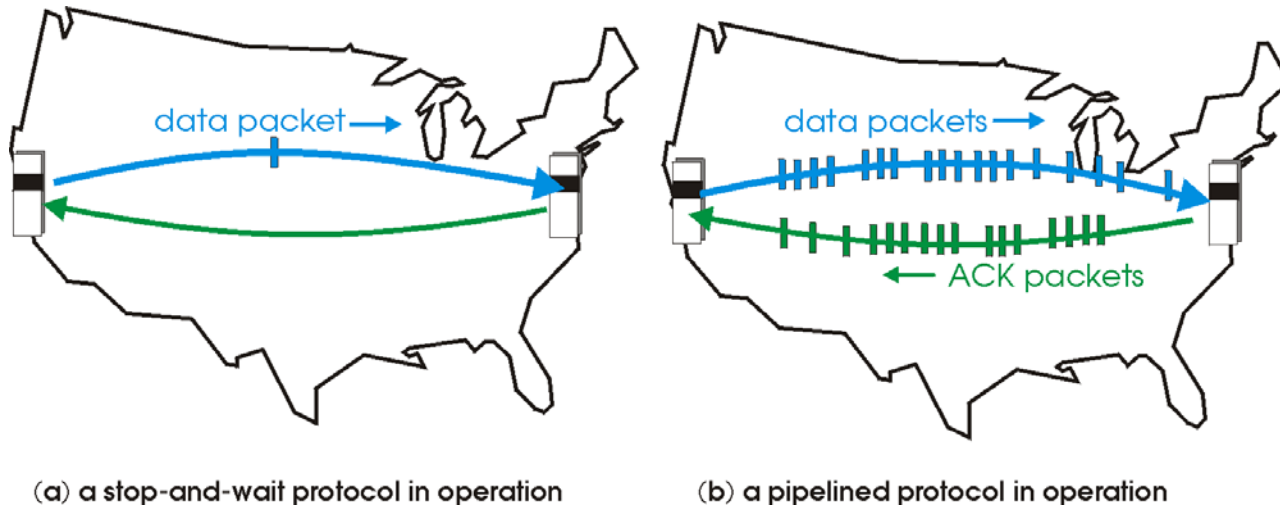 data packet
data packets
ACK packets
(a) a stop-and-wait protocol in operation
(b) a pipelined protocol in operation